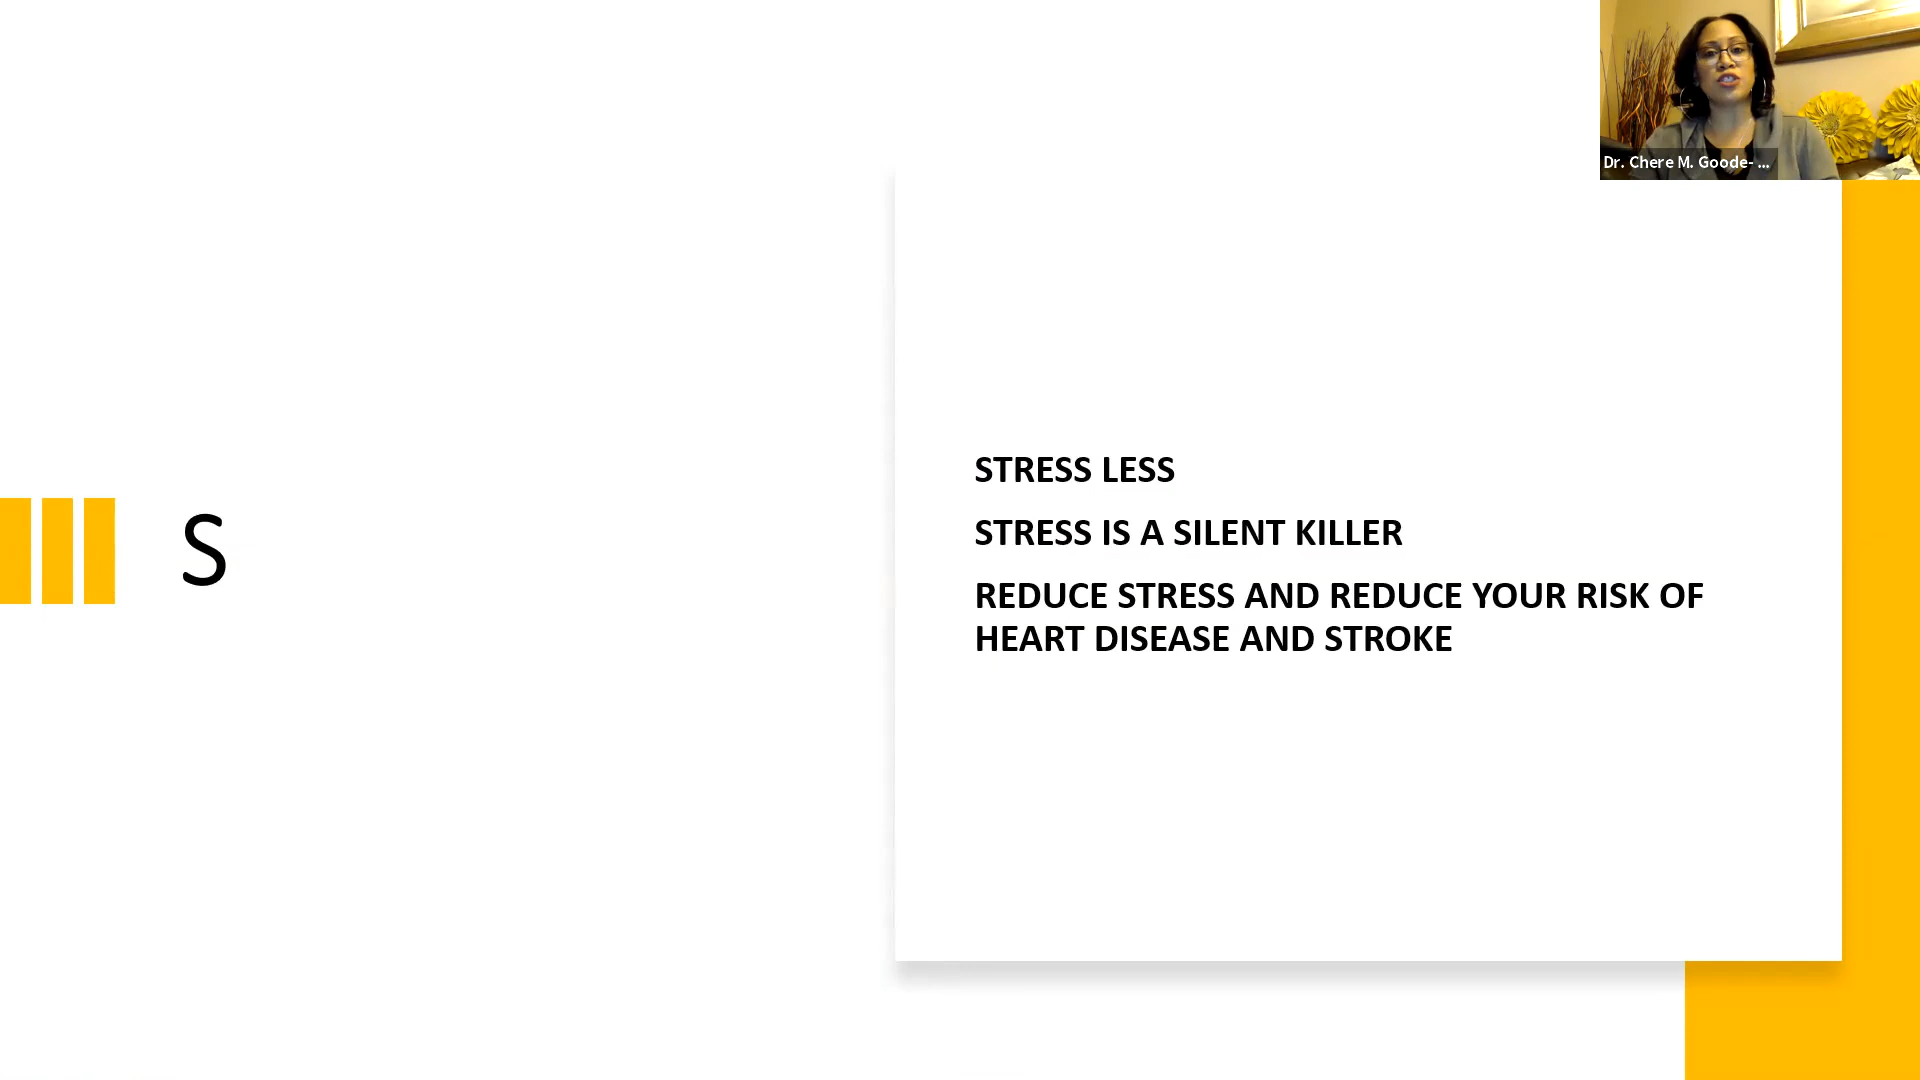 Dr. Chere M. Goode- ...
S
STRESS LESS
STRESS IS A SILENT KILLER
REDUCE STRESS AND REDUCE YOUR RISK OF
HEART DISEASE AND STROKE